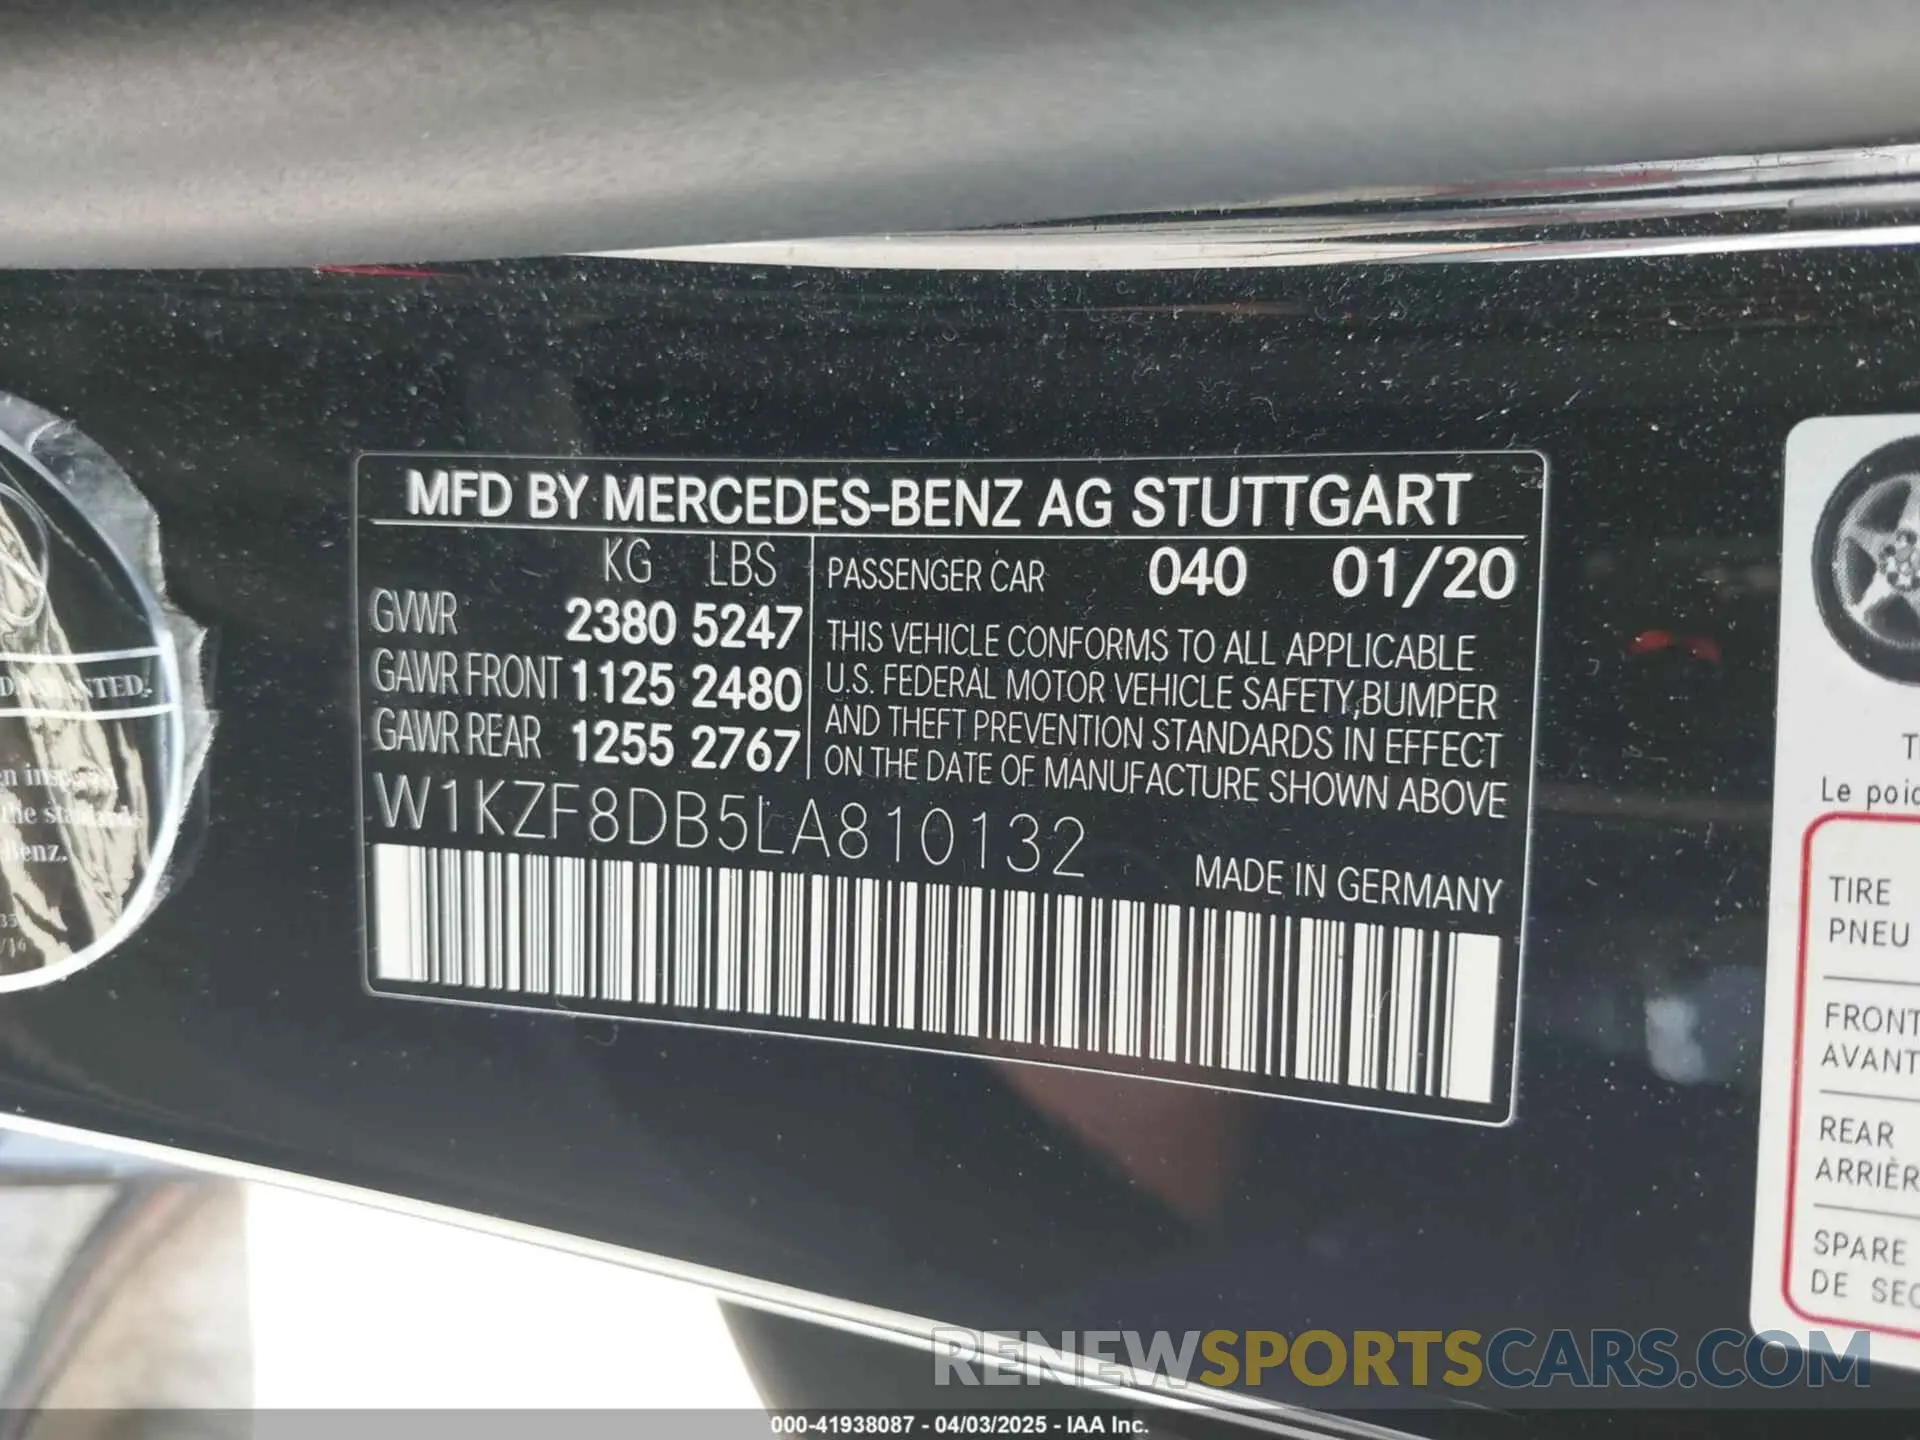 MFD BY MERCEDES-BENZ AG STUTTGART
KG LBS
GVWR 2380 5247
GAWR FRONT 1125 2480
GAWR REAR 1255 2767
PASSENGER CAR 040 01/20
THIS VEHICLE CONFORMS TO ALL APPLICABLE
U.S. FEDERAL MOTOR VEHICLE SAFETY,BUMPER
AND THEFT PREVENTION STANDARDS IN EFFECT
ON THE DATE OF MANUFACTURE SHOWN ABOVE
W1KZF8DB5LA810132
MADE IN GERMANY
the
Benz.
Le
TIRE
PNEU
FRONT
AVANT
REAR
SPARE
DE
RENEWSPORTSCARS.COM
000-41938087 - 04/03/2025 - IAA Inc.